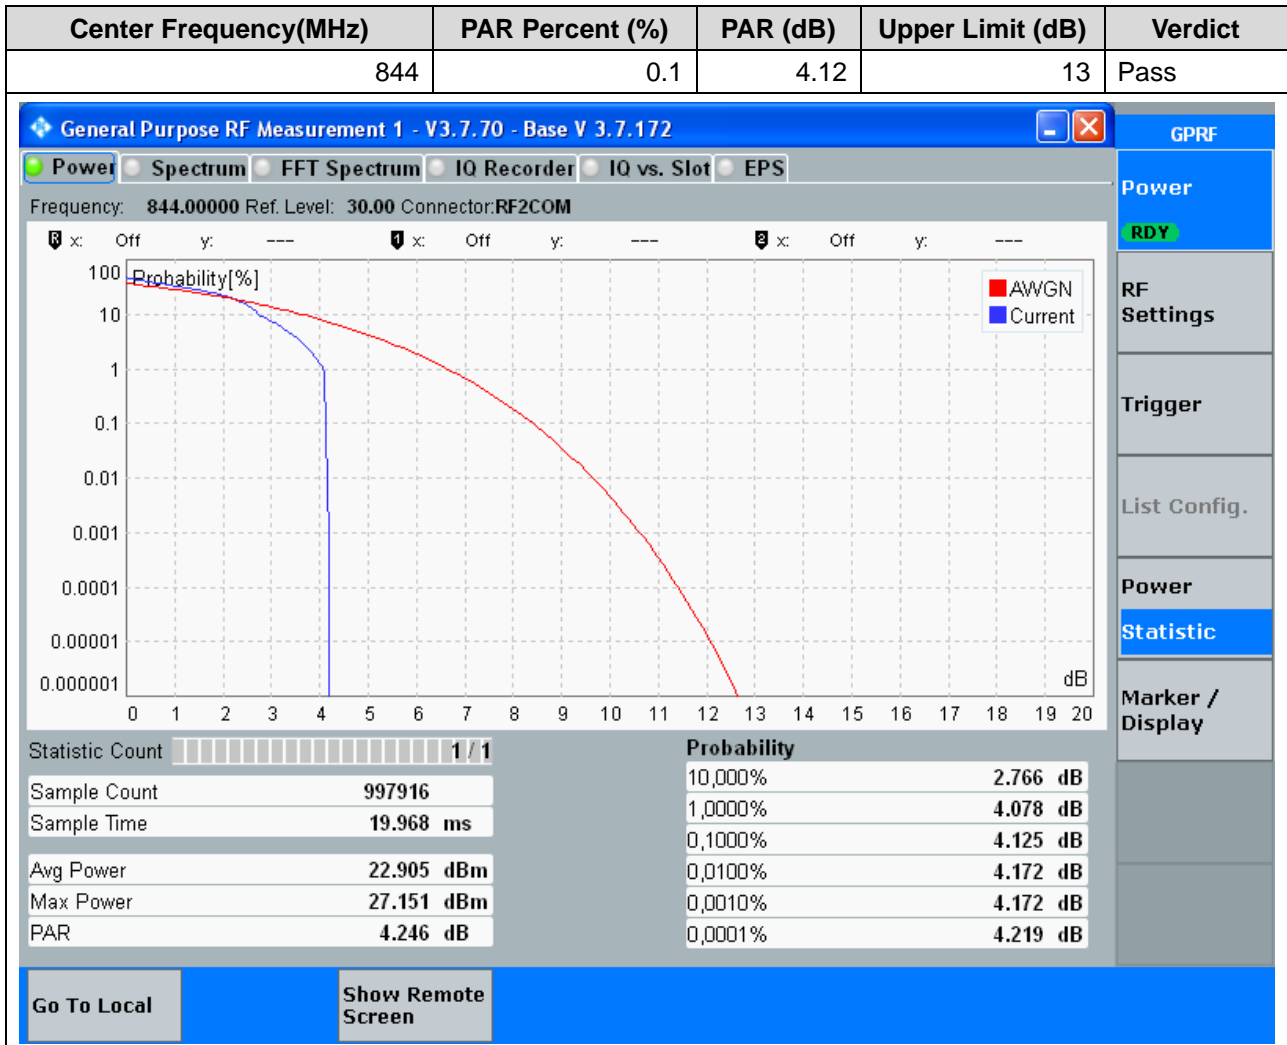 Center Frequency(MHz) PAR Percent (%) PAR (dB) Upper Limit (dB) Verdict
844 0.1 4.12 13 Pass
General Purpose RF Measurement 1 - V3.7.70 - Base V 3.7.172
GPRF
Power Spectrum FFT Spectrum IQ Recorder IQ vs. Slot EPS
Power
RDY
Frequency: 844.00000 Ref. Level: 30.00 Connector:RF2COM
R x: Off y: --- 1 x: Off y: --- 2 x: Off y: ---
RF
Settings
Trigger
List Config.
Power
Statistic
Marker /
Display
Probability[%]
AWGN
Current
100
10
1
0.1
0.01
0.001
0.0001
0.00001
0.000001
dB
0 1 2 3 4 5 6 7 8 9 10 11 12 13 14 15 16 17 18 19 20
Statistic Count 1 / 1
Sample Count 997916
Sample Time 19.968 ms
Avg Power 22.905 dBm
Max Power 27.151 dBm
PAR 4.246 dB
Probability
10,000% 2.766 dB
1,0000% 4.078 dB
0,1000% 4.125 dB
0,0100% 4.172 dB
0,0010% 4.172 dB
0,0001% 4.219 dB
Go To Local
Show Remote
Screen